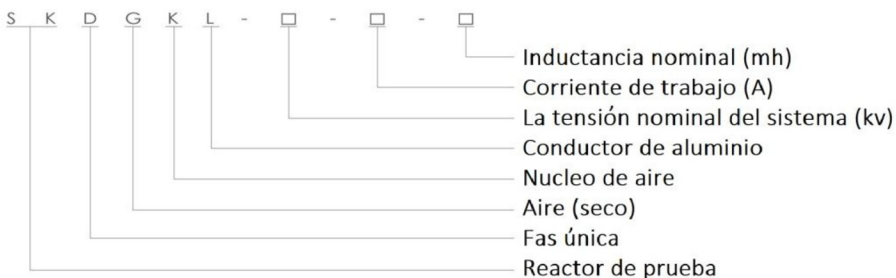 S K D G K L - □ - □ - □
Inductancia nominal (mh)
Corriente de trabajo (A)
La tensión nominal del sistema (kv)
Conductor de aluminio
Nucleo de aire
Aire (seco)
Fas única
Reactor de prueba